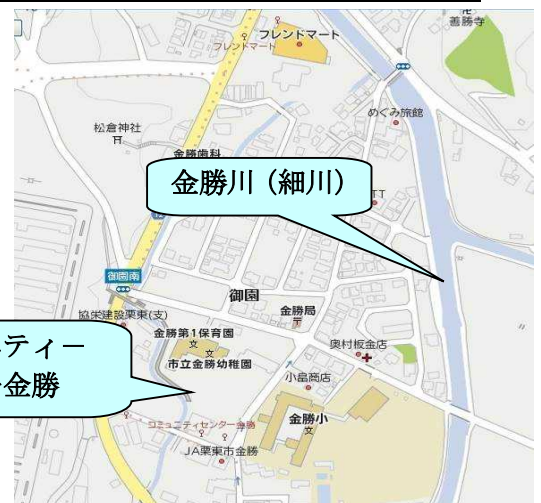 フレンドマート
フレンドマート
善勝寺
めぐみ旅館
松倉神社
金勝歯科
金勝川（細川）
TT
12
御園南
御園
協栄建設栗東(支)
金勝局
金勝第1保育園
奥村板金店
市立金勝幼稚園
ニティー
金勝
小畠商店
コミュニティセンター金勝
金勝小
JA栗東市金勝